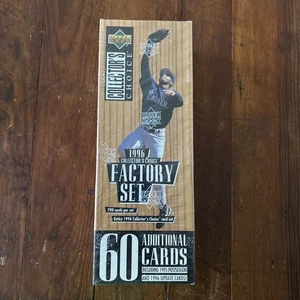 UPPER DECK
COLLECTOR'S
CHOICE
1996
COLLECTOR'S CHOICE
FACTORY
SET
790 cards per set
Entire 1996 Collector's Choice card set
60
ADDITIONAL
CARDS
INCLUDING 1995 POSTSEASON
AND 1996 UPDATE CARDS!